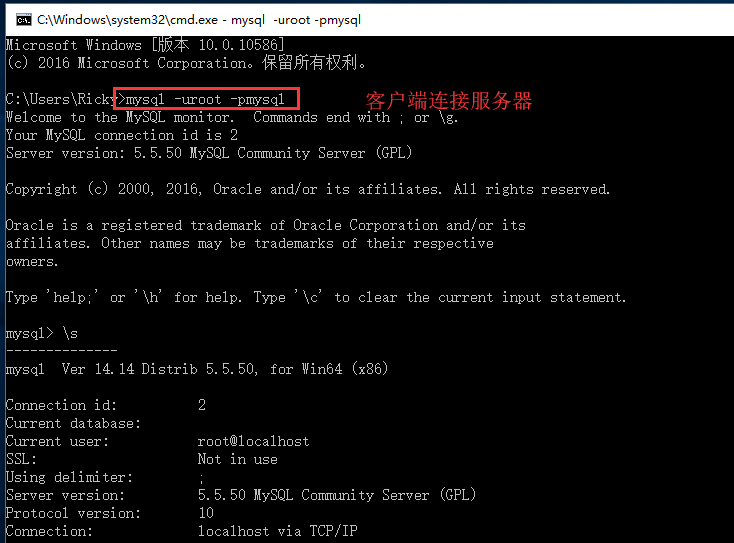 C:\Windows\system32\cmd.exe - mysql  -uroot -pmysql
Microsoft Windows [版本 10.0.10586]
(c) 2016 Microsoft Corporation。保留所有权利。
C:\Users\Ricky>mysql -uroot -pmysql
客户端连接服务器
Welcome to the MySQL monitor.  Commands end with ; or \g.
Your MySQL connection id is 2
Server version: 5.5.50 MySQL Community Server (GPL)
Copyright (c) 2000, 2016, Oracle and/or its affiliates. All rights reserved.
Oracle is a registered trademark of Oracle Corporation and/or its
affiliates. Other names may be trademarks of their respective
owners.
Type 'help;' or '\h' for help. Type '\c' to clear the current input statement.
mysql> \s
--------------
mysql  Ver 14.14 Distrib 5.5.50, for Win64 (x86)
Connection id:          2
Current database:
Current user:           root@localhost
SSL:                    Not in use
Using delimiter:        ;
Server version:         5.5.50 MySQL Community Server (GPL)
Protocol version:       10
Connection:             localhost via TCP/IP